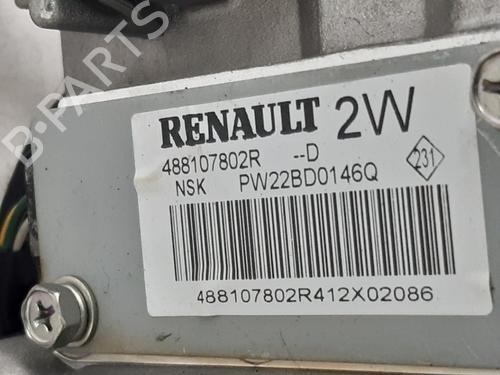 B-PARTS
RENAULT 2W
488107802R --D
NSK PW22BD0146Q
231
488107802R412X02086